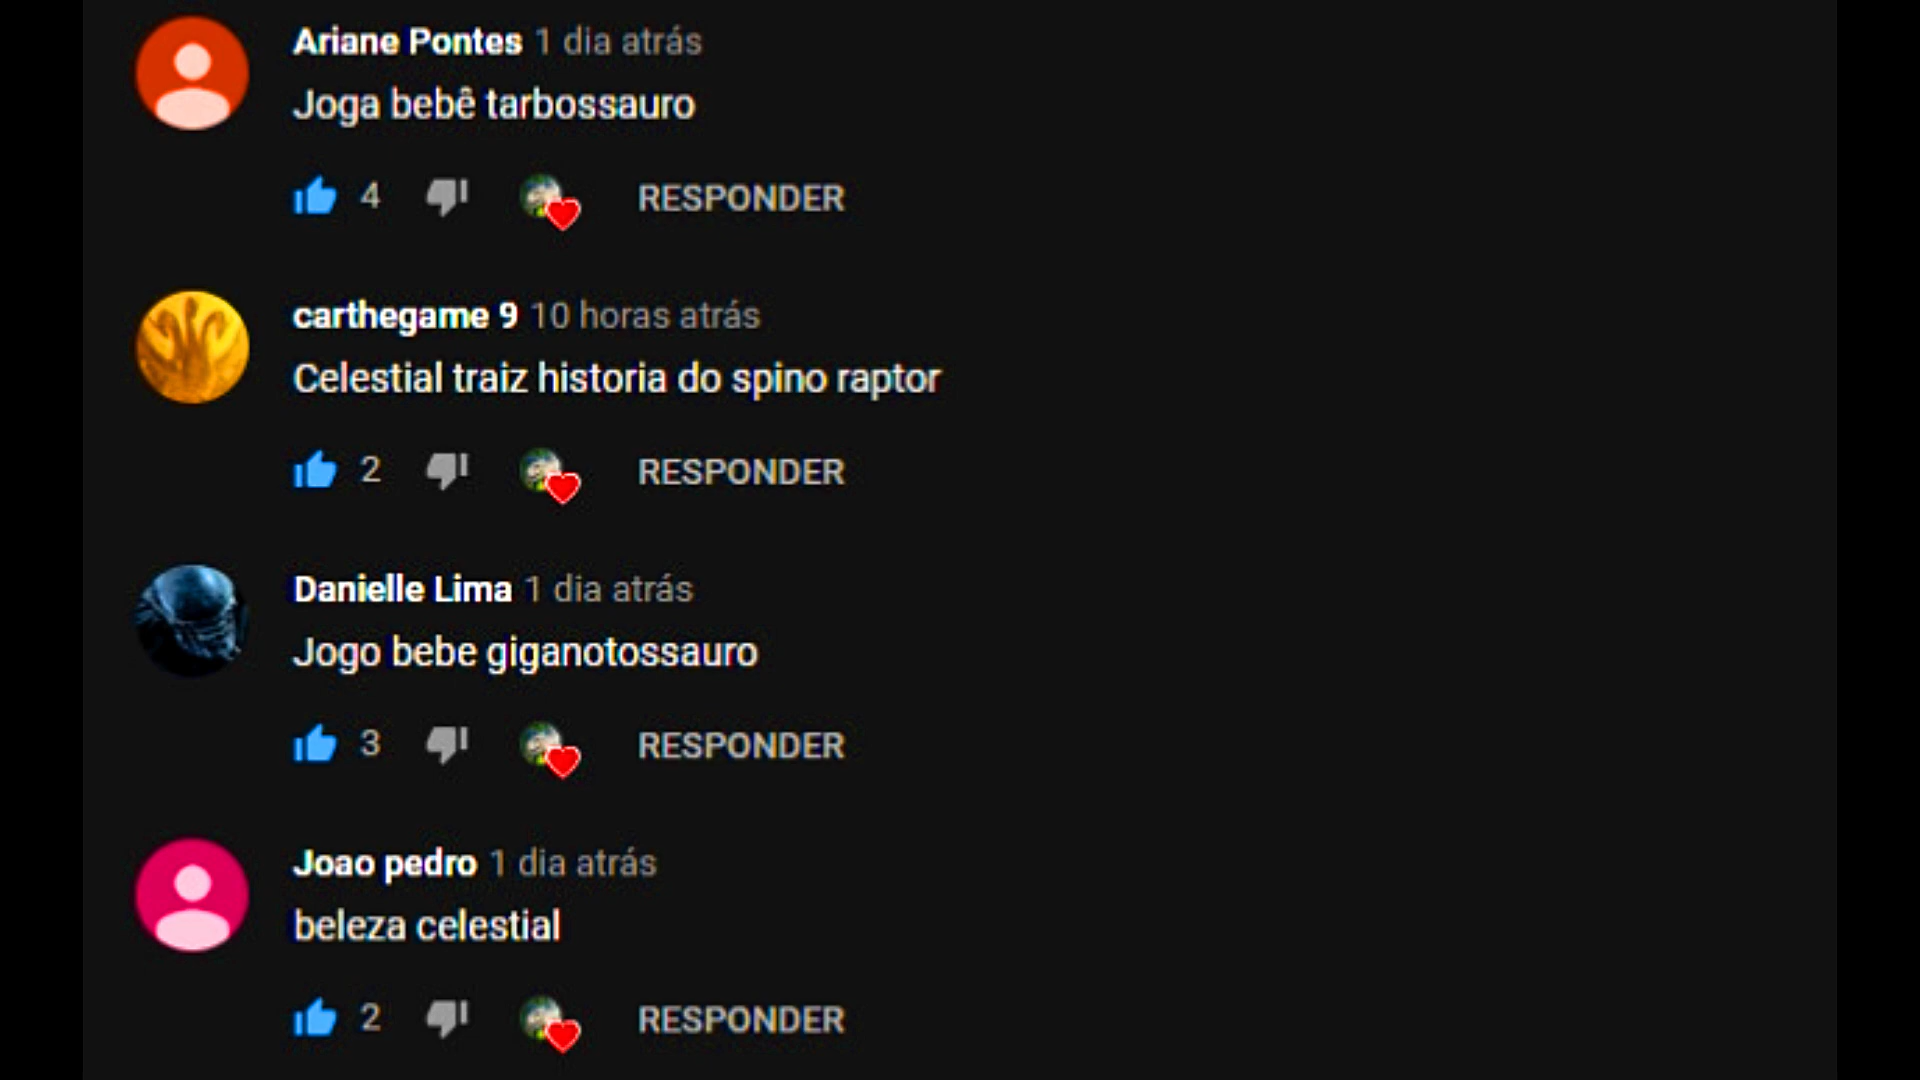 Ariane Pontes 1 dia atrás
Joga bebê tarbossauro
4 RESPONDER
carthegame 9 10 horas atrás
Celestial traiz historia do spino raptor
2 RESPONDER
Danielle Lima 1 dia atrás
Jogo bebe giganotossauro
3 RESPONDER
Joao pedro 1 dia atrás
beleza celestial
2 RESPONDER